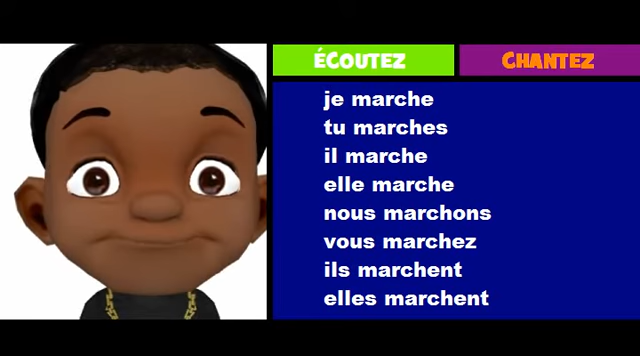 ÉCOUTEZ
CHANTEZ
je marche
tu marches
il marche
elle marche
nous marchons
vous marchez
ils marchent
elles marchent